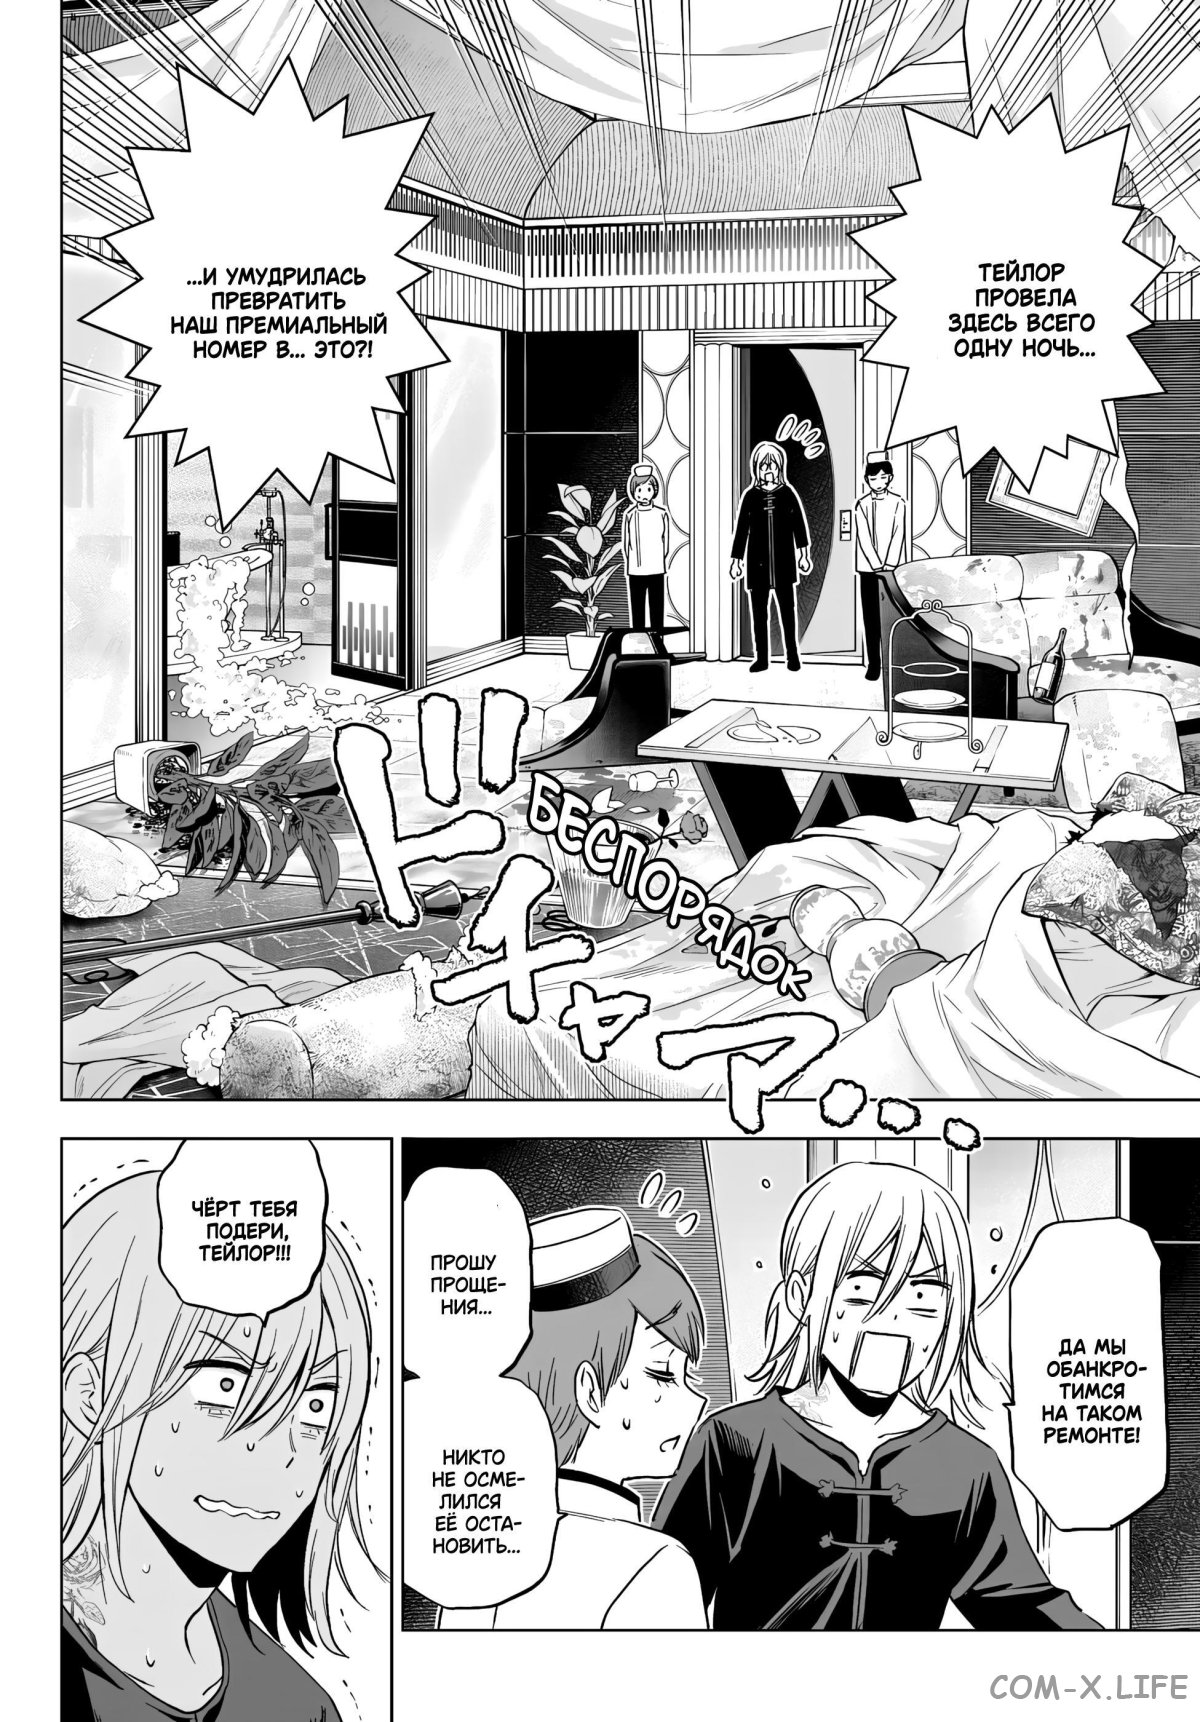 ТЕЙЛОР
ПРОВЕЛА
ЗДЕСЬ ВСЕГО
ОДНУ НОЧЬ...
...И УМУДРИЛАСЬ
ПРЕВРАТИТЬ
НАШ ПРЕМИАЛЬНЫЙ
НОМЕР В... ЭТО?!
БЕСПОРЯДОК
ドチャマ...
ДА МЫ
ОБАНКРО-
ТИМСЯ
НА ТАКОМ
РЕМОНТЕ!
ПРОШУ
ПРОЩЕ-
НИЯ...
НИКТО
НЕ ОСМЕ-
ЛИЛСЯ
ЕЁ ОСТА-
НОВИТЬ...
ЧЁРТ ТЕБЯ
ПОДЕРИ,
ТЕЙЛОР!!!
COM-X.LIFE